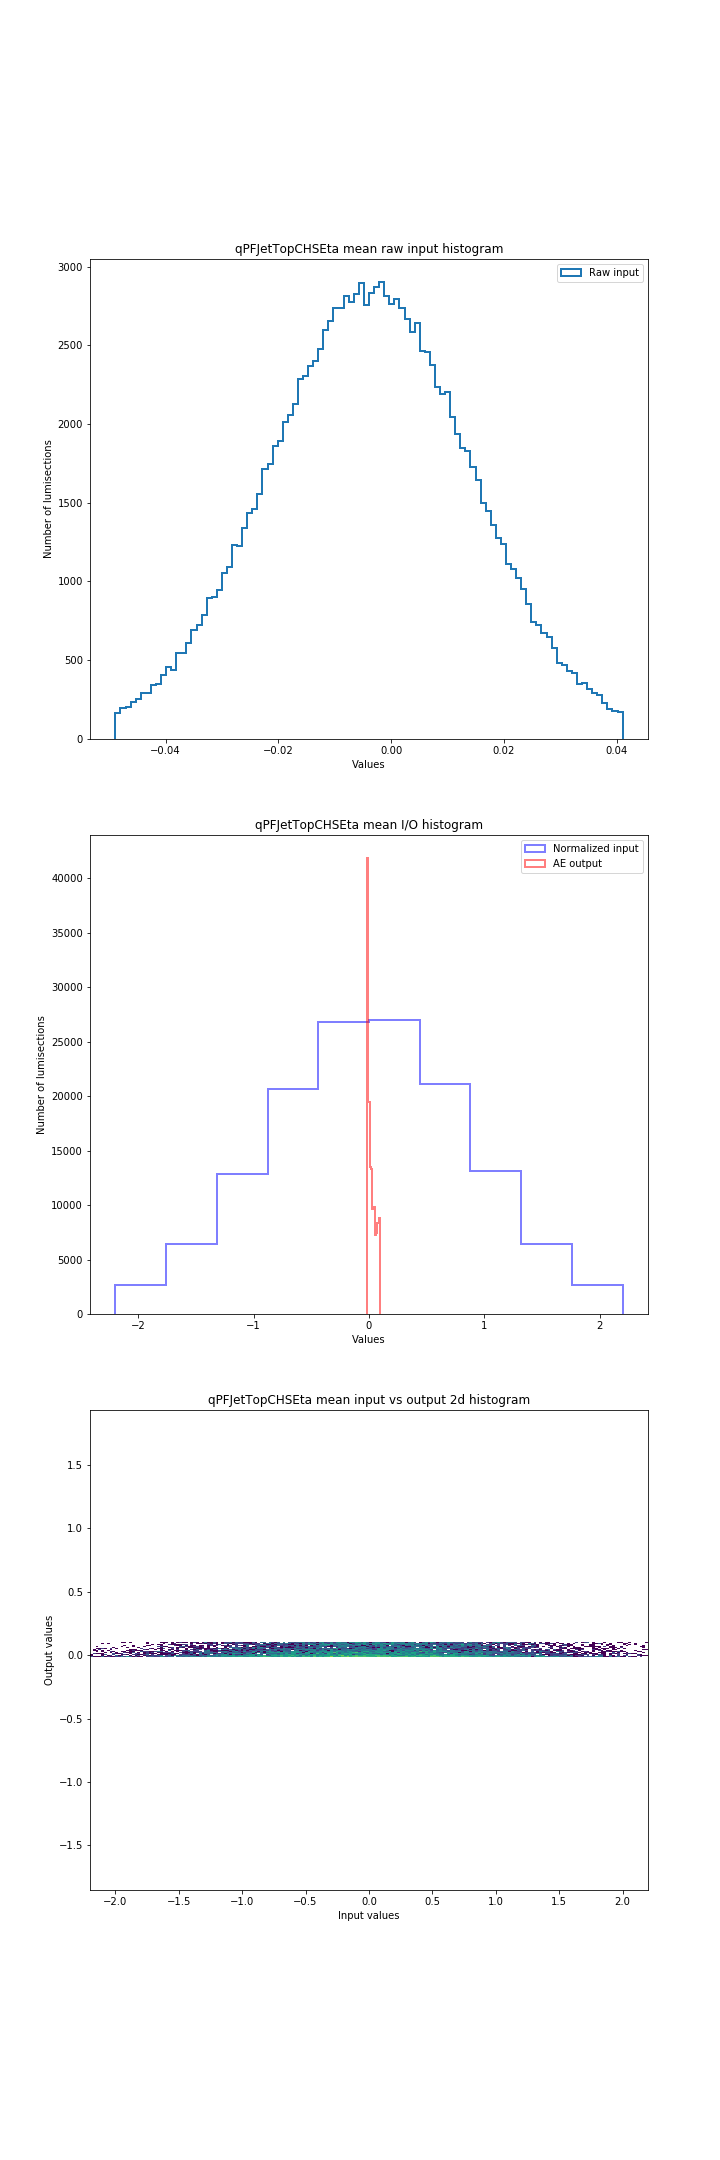 qPFJetTopCHSEta mean raw input histogram
3000
2500
2000
1500
1000
500
0
Number of lumisections
Raw input
−0.04 −0.02 0.00 0.02 0.04
Values
qPFJetTopCHSEta mean I/O histogram
40000
35000
30000
25000
20000
15000
10000
5000
0
Number of lumisections
Normalized input
AE output
−2 −1 0 1 2
Values
qPFJetTopCHSEta mean input vs output 2d histogram
1.5
1.0
0.5
0.0
−0.5
−1.0
−1.5
Output values
−2.0 −1.5 −1.0 −0.5 0.0 0.5 1.0 1.5 2.0
Input values